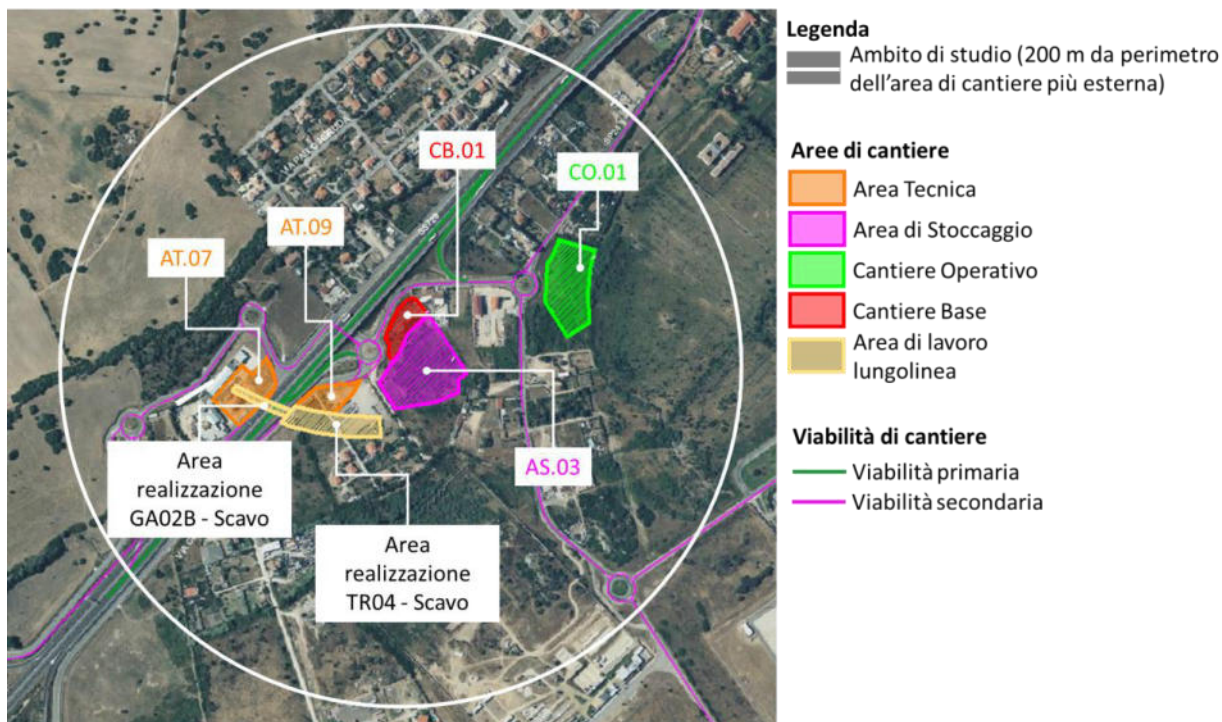 CB.01
CO.01
AT.09
AT.07
AS.03
Area
realizzazione
GA02B - Scavo
Area
realizzazione
TR04 - Scavo
SS729
Legenda
Ambito di studio (200 m da perimetro
dell'area di cantiere più esterna)
Aree di cantiere
Area Tecnica
Area di Stoccaggio
Cantiere Operativo
Cantiere Base
Area di lavoro
lungolinea
Viabilità di cantiere
Viabilità primaria
Viabilità secondaria